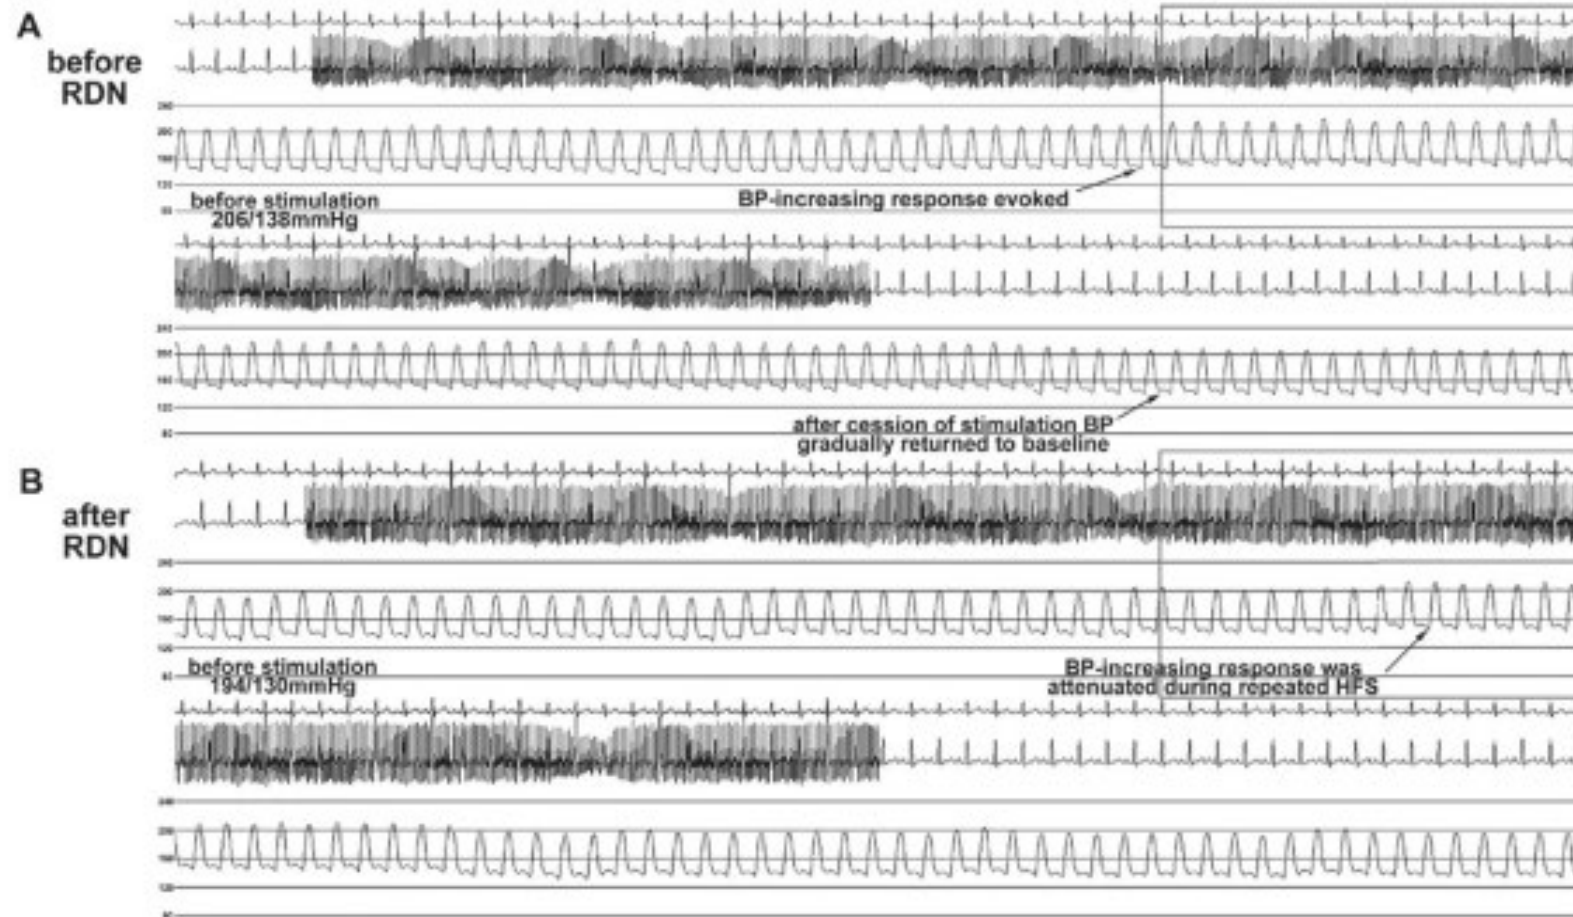 A
before
RDN
before stimulation
206/138mmHg
BP-increasing response evoked
after cession of stimulation BP
gradually returned to baseline
B
after
RDN
before stimulation
194/130mmHg
BP-increasing response was
attenuated during repeated HFS